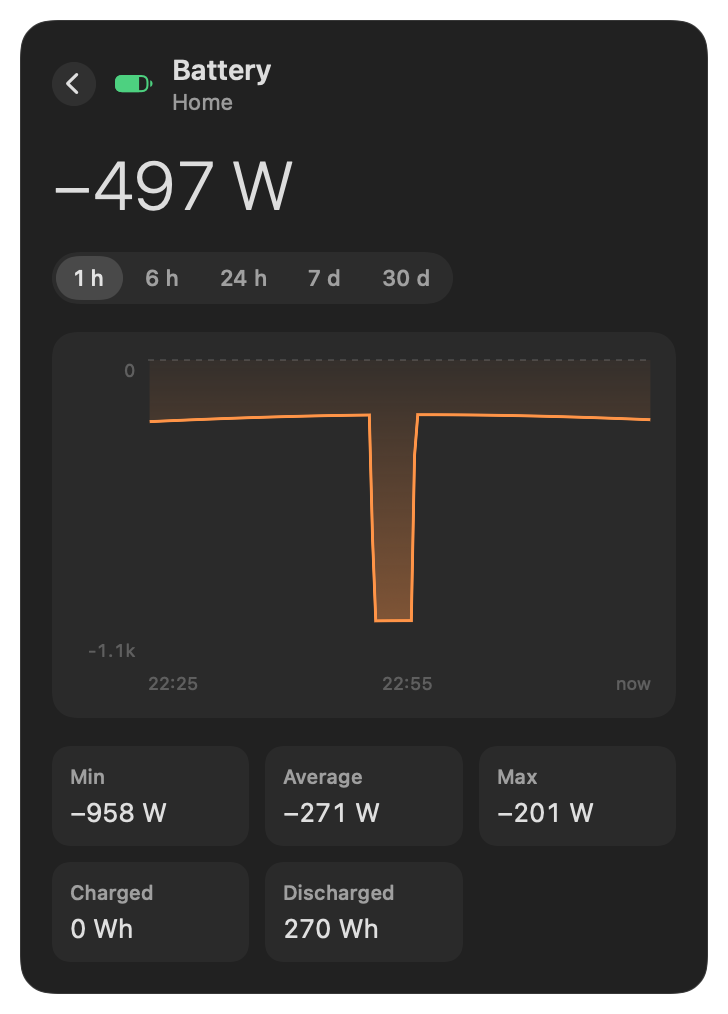 Battery
Home
–497 W
1 h 6 h 24 h 7 d 30 d
0
-1.1k
22:25 22:55 now
Min Average Max
–958 W –271 W –201 W
Charged Discharged
0 Wh 270 Wh